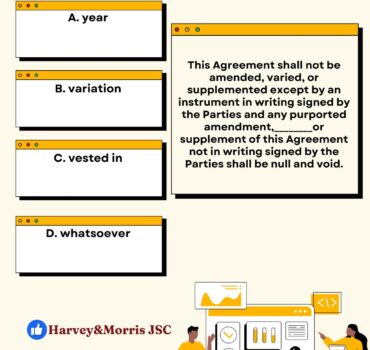 A. year
B. variation
C. vested in
D. whatsoever
This Agreement shall not be
amended, varied, or
supplemented except by an
instrument in writing signed by
the Parties and any purported
amendment,________or
supplement of this Agreement
not in writing signed by the
Parties shall be null and void.
Harvey&Morris JSC